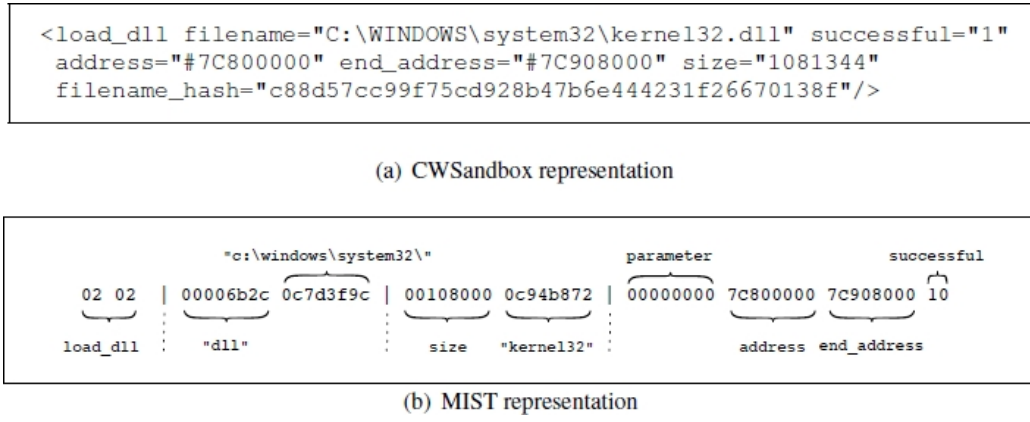 <load_dll filename="C:\WINDOWS\system32\kernel32.dll" successful="1"
address="#7C800000" end_address="#7C908000" size="1081344"
filename_hash="c88d57cc99f75cd928b47b6e444231f26670138f"/>
(a) CWSandbox representation
"c:\windows\system32\" parameter successful
02 02 | 00006b2c 0c7d3f9c | 00108000 0c94b872 | 00000000 7C800000 7C908000 10
load_dll "dll" size "kernel32" address end_address
(b) MIST representation